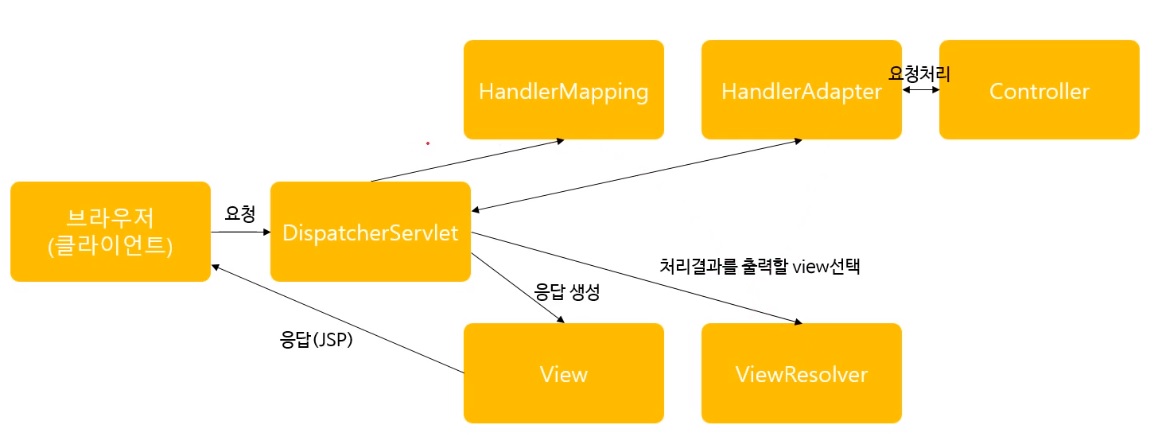 HandlerMapping
HandlerAdapter
요청처리
Controller
브라우저
(클라이언트)
요청
DispatcherServlet
처리결과를 출력할 view선택
응답 생성
응답(JSP)
View
ViewResolver